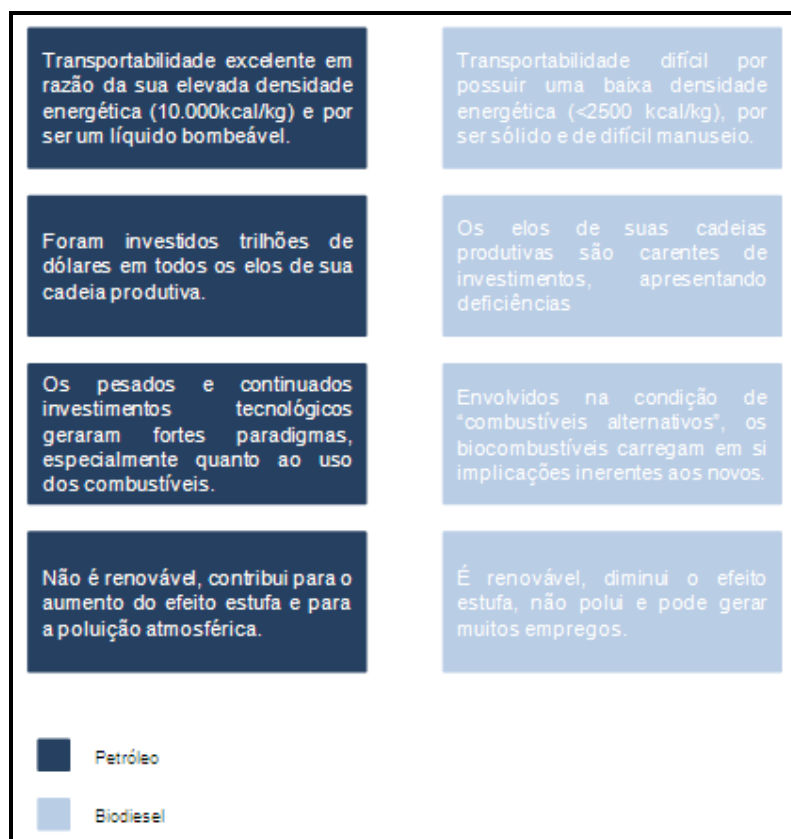 Transportabilidade excelente em
razão da sua elevada densidade
energética (10.000kcal/kg) e por
ser um líquido bombeável.
Transportabilidade difícil por
possuir uma baixa densidade
energética (<2500 kcal/kg), por
ser sólido e de difícil manuseio.
Foram investidos trilhões de
dólares em todos os elos de sua
cadeia produtiva.
Os elos de suas cadeias
produtivas são carentes de
investimentos, apresentando
deficiências
Os pesados e continuados
investimentos tecnológicos
geraram fortes paradigmas,
especialmente quanto ao uso
dos combustíveis.
Envolvidos na condição de
“combustíveis alternativos”, os
biocombustíveis carregam em si
implicações inerentes aos novos.
Não é renovável, contribui para o
aumento do efeito estufa e para
a poluição atmosférica.
É renovável, diminui o efeito
estufa, não polui e pode gerar
muitos empregos.
Petróleo
Biodiesel